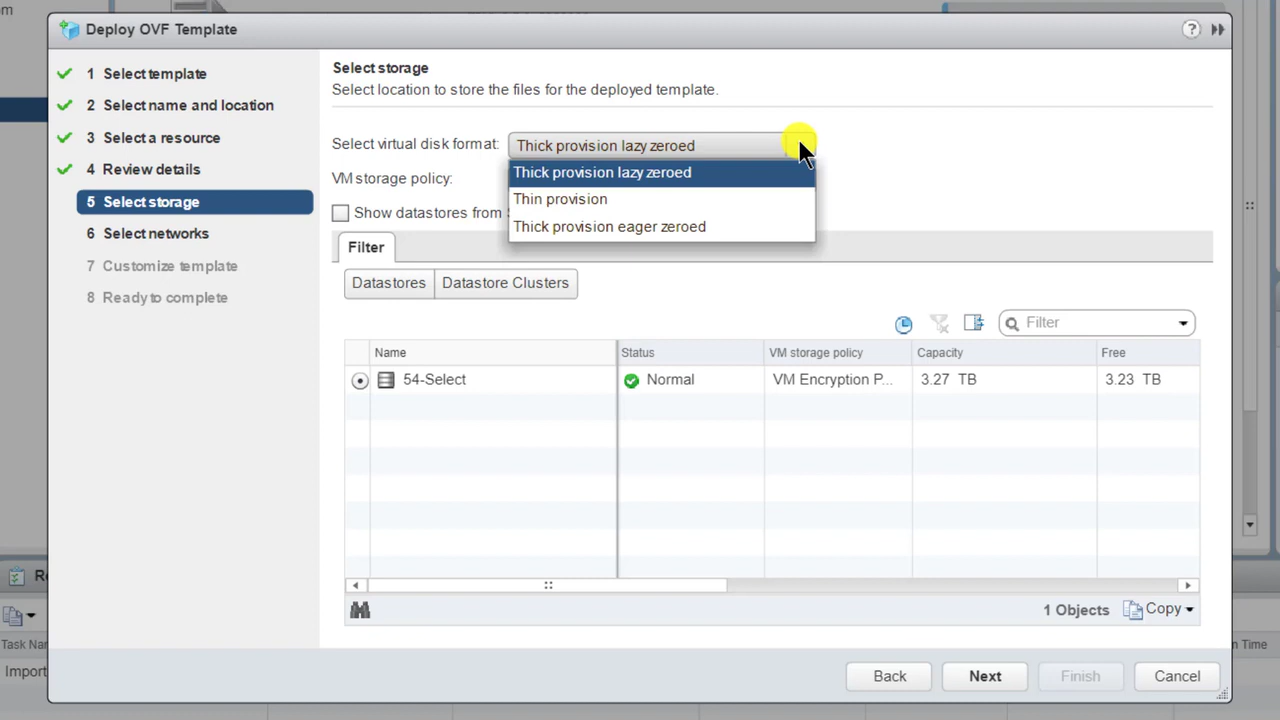 om
Deploy OVF Template
1 Select template
2 Select name and location
3 Select a resource
4 Review details
5 Select storage
6 Select networks
7 Customize template
8 Ready to complete
Select storage
Select location to store the files for the deployed template.
Select virtual disk format: Thick provision lazy zeroed
Thick provision lazy zeroed
Thin provision
Thick provision eager zeroed
VM storage policy:
Show datastores from
Filter
Datastores Datastore Clusters
Filter
Name Status VM storage policy Capacity Free
54-Select Normal VM Encryption P... 3.27 TB 3.23 TB
1 Objects Copy
Back Next Finish Cancel
Task Nar
n Time
Import